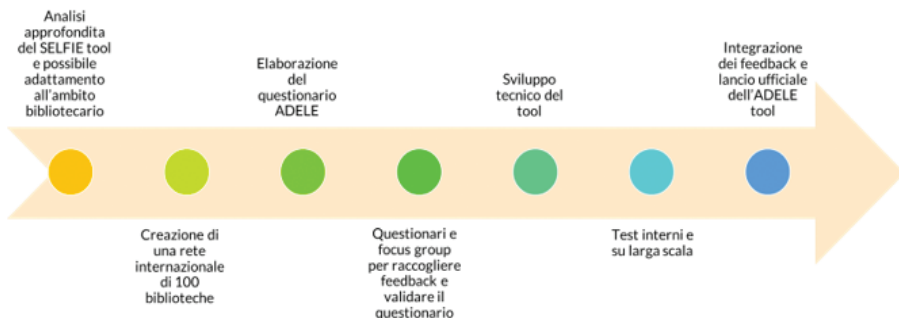 Analisi
approfondita
del SELFIE tool
e possibile
adattamento
all'ambito
bibliotecario
Creazione di
una rete
internazionale
di 100
biblioteche
Elaborazione
del
questionario
ADELE
Questionari e
focus group
per raccogliere
feedback e
validare il
questionario
Sviluppo
tecnico del
tool
Test interni e
su larga scala
Integrazione
dei feedback e
lancio ufficiale
dell'ADELE
tool